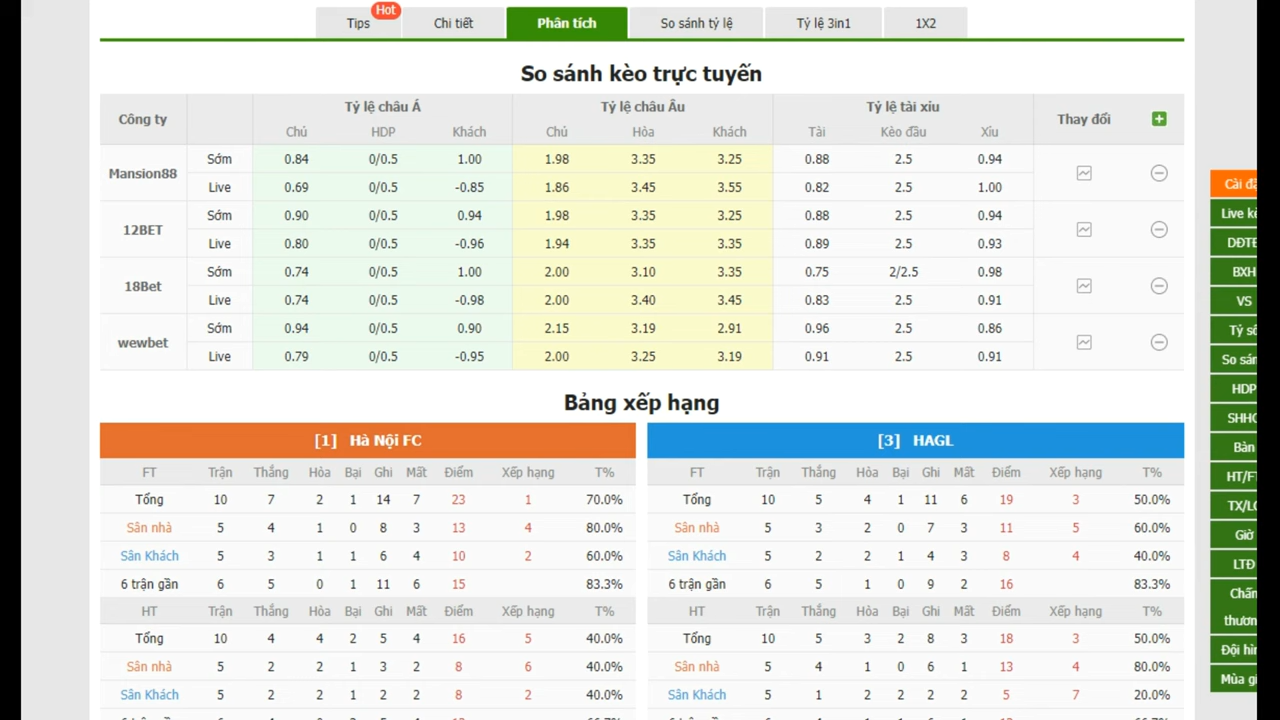 Hot
Tips Chi tiết Phân tích So sánh tỷ lệ Tỷ lệ 3in1 1X2
So sánh kèo trực tuyến
Công ty Tỷ lệ châu Á Tỷ lệ châu Âu Tỷ lệ tài xỉu Thay đổi
Chủ HDP Khách Chủ Hòa Khách Tài Kèo đầu Xỉu
Mansion88
Sớm 0.84 0/0.5 1.00 1.98 3.35 3.25 0.88 2.5 0.94
Live 0.69 0/0.5 -0.85 1.86 3.45 3.55 0.82 2.5 1.00
12BET
Sớm 0.90 0/0.5 0.94 1.98 3.35 3.25 0.88 2.5 0.94
Live 0.80 0/0.5 -0.96 1.94 3.35 3.35 0.89 2.5 0.93
18Bet
Sớm 0.74 0/0.5 1.00 2.00 3.10 3.35 0.75 2/2.5 0.98
Live 0.74 0/0.5 -0.98 2.00 3.40 3.45 0.83 2.5 0.91
wewbet
Sớm 0.94 0/0.5 0.90 2.15 3.19 2.91 0.96 2.5 0.86
Live 0.79 0/0.5 -0.95 2.00 3.25 3.19 0.91 2.5 0.91
Bảng xếp hạng
[1] Hà Nội FC
FT Trận Thắng Hòa Bại Ghi Mất Điểm Xếp hạng T%
Tổng 10 7 2 1 14 7 23 1 70.0%
Sân nhà 5 4 1 0 8 3 13 4 80.0%
Sân Khách 5 3 1 1 6 4 10 2 60.0%
6 trận gần 6 5 0 1 11 6 15 83.3%
HT Trận Thắng Hòa Bại Ghi Mất Điểm Xếp hạng T%
Tổng 10 4 4 2 5 4 16 5 40.0%
Sân nhà 5 2 2 1 3 2 8 6 40.0%
Sân Khách 5 2 2 1 2 2 8 2 40.0%
[3] HAGL
FT Trận Thắng Hòa Bại Ghi Mất Điểm Xếp hạng T%
Tổng 10 5 4 1 11 6 19 3 50.0%
Sân nhà 5 3 2 0 7 3 11 5 60.0%
Sân Khách 5 2 2 1 4 3 8 4 40.0%
6 trận gần 6 5 1 0 9 2 16 83.3%
HT Trận Thắng Hòa Bại Ghi Mất Điểm Xếp hạng T%
Tổng 10 5 3 2 8 3 18 3 50.0%
Sân nhà 5 4 1 0 6 1 13 4 80.0%
Sân Khách 5 1 2 2 2 2 5 7 20.0%
Cài
Live
BXH
VS
Tỷ
So
HDP
Bàn
Giờ
LTĐ
Đội
Mùa